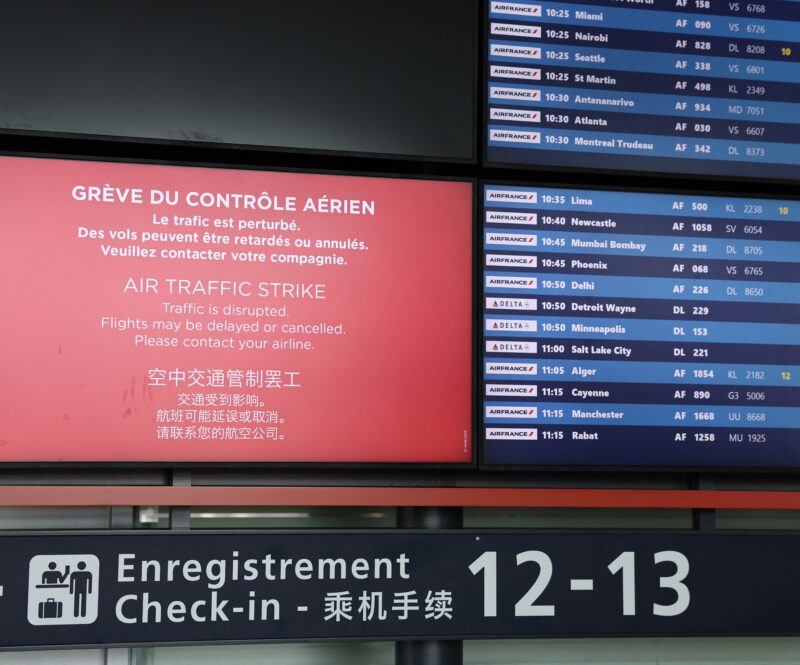 GRÈVE DU CONTRÔLE AÉRIEN
Le trafic est perturbé.
Des vols peuvent être retardés ou annulés.
Veuillez contacter votre compagnie.
AIR TRAFFIC STRIKE
Traffic is disrupted.
Flights may be delayed or cancelled.
Please contact your airline.
空中交通管制罢工
交通受到影响。
航班可能延误或取消。
请联系您的航空公司。
AF 158 VS 6768
AIRFRANCE 10:25 Miami AF 090 VS 6726
AIRFRANCE 10:25 Nairobi AF 828 DL 8208 10
AIRFRANCE 10:25 Seattle AF 338 VS 6801
AIRFRANCE 10:25 St Martin AF 498 KL 2349
AIRFRANCE 10:30 Antananarivo AF 934 MD 7051
AIRFRANCE 10:30 Atlanta AF 030 VS 6607
AIRFRANCE 10:30 Montreal Trudeau AF 342 DL 8373
AIRFRANCE 10:35 Lima AF 500 KL 2238 10
AIRFRANCE 10:40 Newcastle AF 1058 SV 6054
AIRFRANCE 10:45 Mumbai Bombay AF 218 DL 8705
AIRFRANCE 10:45 Phoenix AF 068 VS 6765
AIRFRANCE 10:50 Delhi AF 226 DL 8650
DELTA 10:50 Detroit Wayne DL 229
DELTA 10:50 Minneapolis DL 153
DELTA 11:00 Salt Lake City DL 221
AIRFRANCE 11:05 Alger AF 1854 KL 2182 12
AIRFRANCE 11:15 Cayenne AF 890 G3 5006
AIRFRANCE 11:15 Manchester AF 1668 UU 8668
AIRFRANCE 11:15 Rabat AF 1258 MU 1925
Enregistrement
Check-in - 乘机手续
12-13